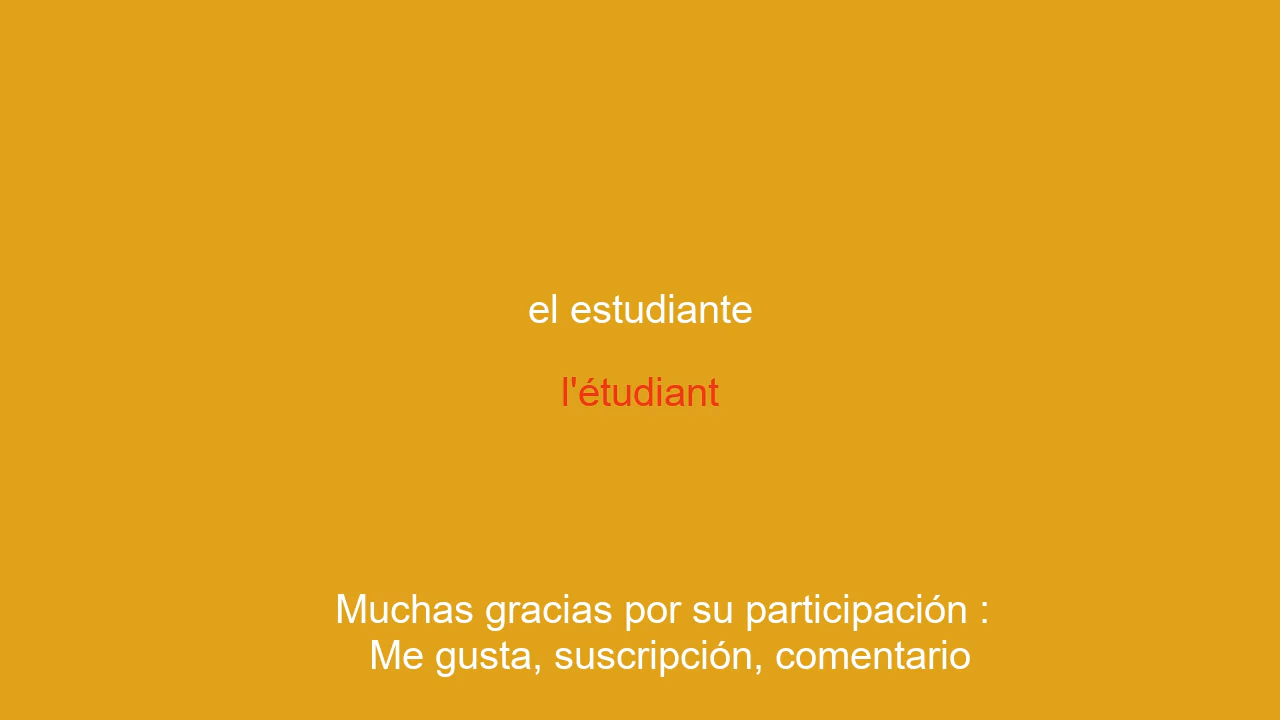 el estudiante
l'étudiant
Muchas gracias por su participación :
Me gusta, suscripción, comentario